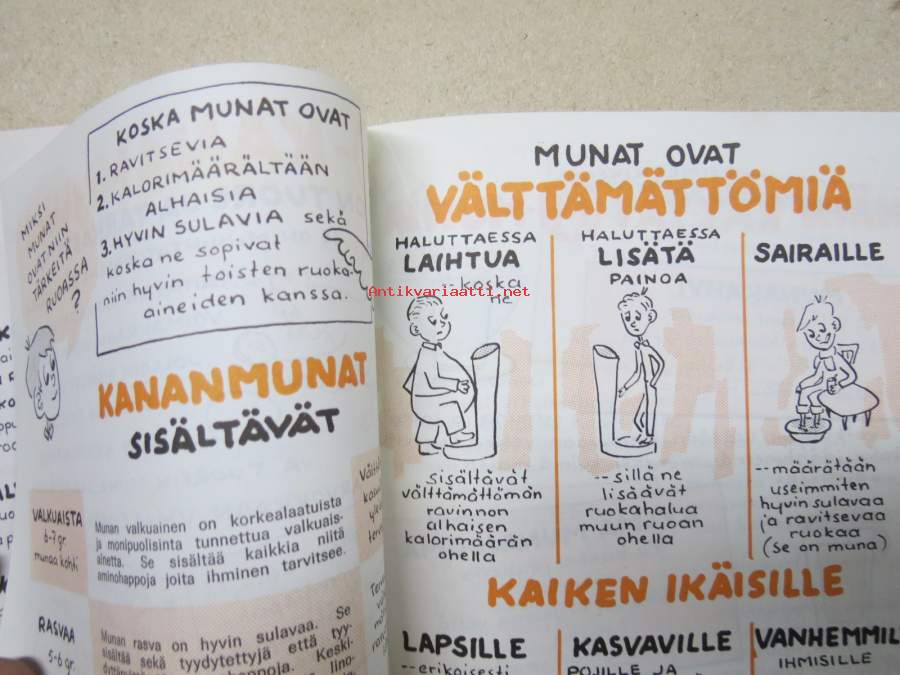 MIKSI
MUNAT
OVAT NIIN
TÄRKEITÄ
RUOASSA
?
KOSKA MUNAT OVAT
1. RAVITSEVIA
2. KALORIMÄÄRÄLTÄÄN
ALHAISIA
3. HYVIN SULAVIA sekä
koska ne sopivat
niin hyvin toisten ruoka-
aineiden kanssa.
KANANMUNAT
SISÄLTÄVÄT
VALKUAISTA
6-7 gr.
munaa kohti
Munan valkuainen on korkealaatuista
ja monipuolisinta tunnettua valkuais-
ainetta. Se sisältää kaikkia niitä
aminohappoja joita ihminen tarvitsee.
RASVAA
5-6 gr.
Munan rasva on hyvin sulavaa. Se
sisältää sekä tyydytettyjä että tyy-
MUNAT OVAT
VÄLTTÄMÄTTÖMIÄ
HALUTTAESSA
LAIHTUA
--koska
ne
sisältävät
välttämättömän
ravinnon
alhaisen
kalorimäärän
ohella
HALUTTAESSA
LISÄTÄ
PAINOA
-- sillä ne
lisäävät
ruokahalua
muun ruoan
ohella
SAIRAILLE
--määrätään
useimmiten
hyvin sulavaa
ja ravitsevaa
ruokaa
(se on muna)
KAIKEN IKÄISILLE
LAPSILLE
--erikoisesti
KASVAVILLE
POJILLE JA
VANHEMMIL
IHMISILLE
Antikvariaatti.net